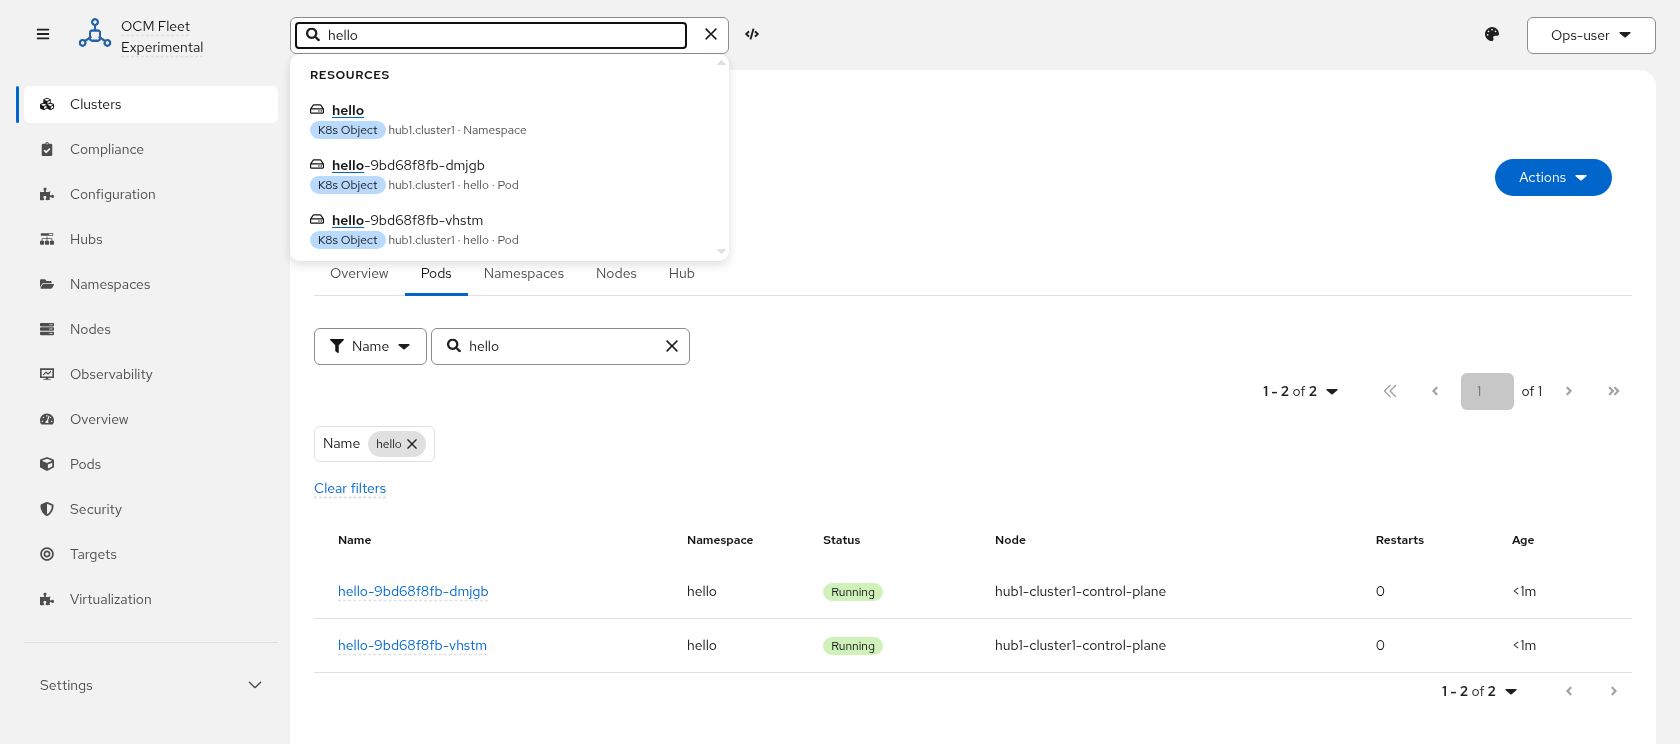 OCM Fleet
Experimental
hello
Ops-user
RESOURCES
hello
K8s Object hub1.cluster1 · Namespace
hello-9bd68f8fb-dmjgb
K8s Object hub1.cluster1 · hello · Pod
hello-9bd68f8fb-vhstm
K8s Object hub1.cluster1 · hello · Pod
Clusters
Compliance
Configuration
Hubs
Namespaces
Nodes
Observability
Overview
Pods
Security
Targets
Virtualization
Settings
Actions
Overview Pods Namespaces Nodes Hub
Name hello
1 - 2 of 2 1 of 1
Name hello
Clear filters
Name Namespace Status Node Restarts Age
hello-9bd68f8fb-dmjgb hello Running hub1-cluster1-control-plane 0 <1m
hello-9bd68f8fb-vhstm hello Running hub1-cluster1-control-plane 0 <1m
1 - 2 of 2